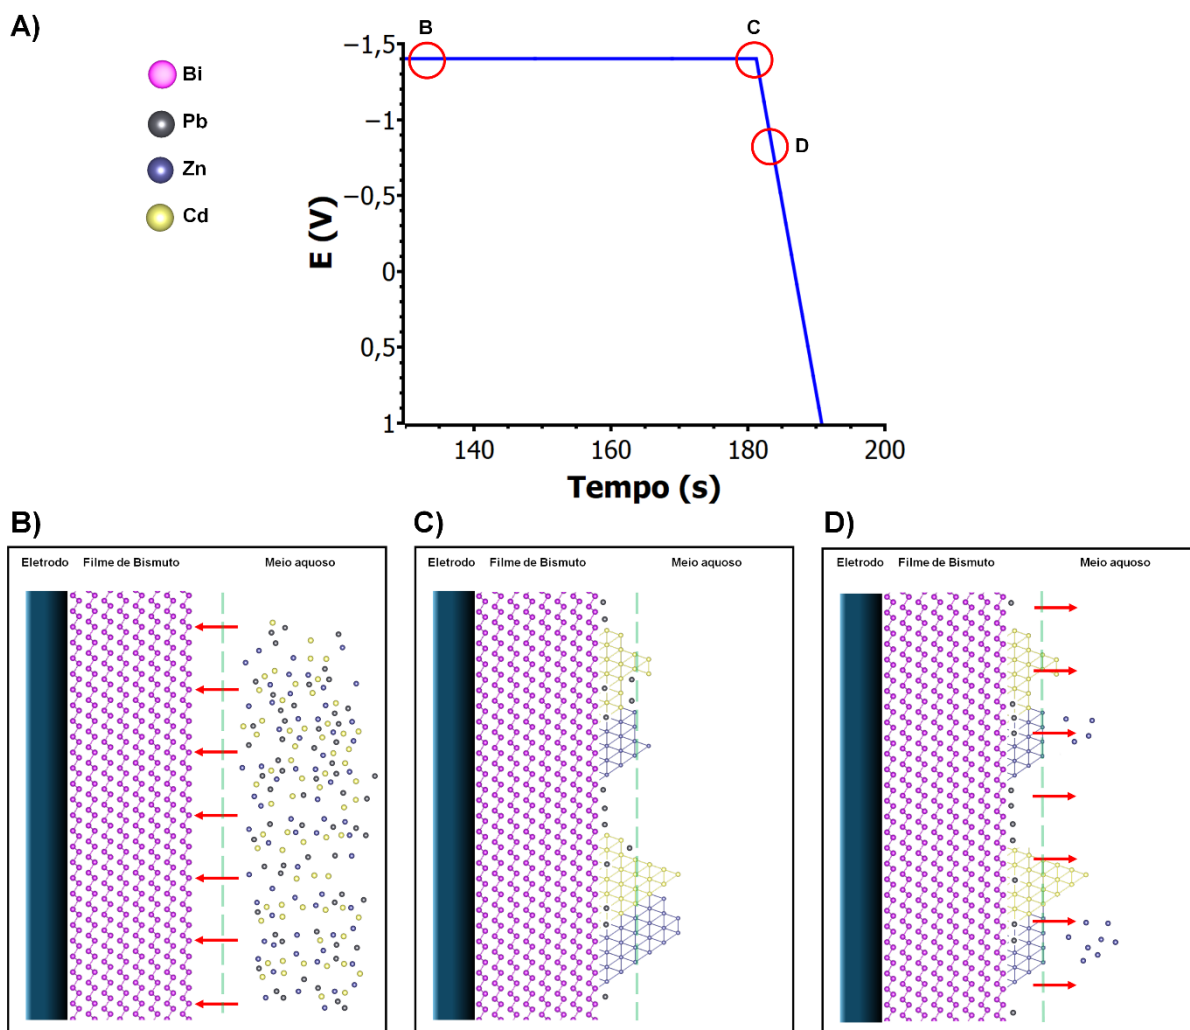 A)
Bi
Pb
Zn
Cd
B
C
D
−1,5
−1
−0,5
0
0,5
1
E (V)
140
160
180
200
Tempo (s)
B)
Eletrodo
Filme de Bismuto
Meio aquoso
C)
Eletrodo
Filme de Bismuto
Meio aquoso
D)
Eletrodo
Filme de Bismuto
Meio aquoso